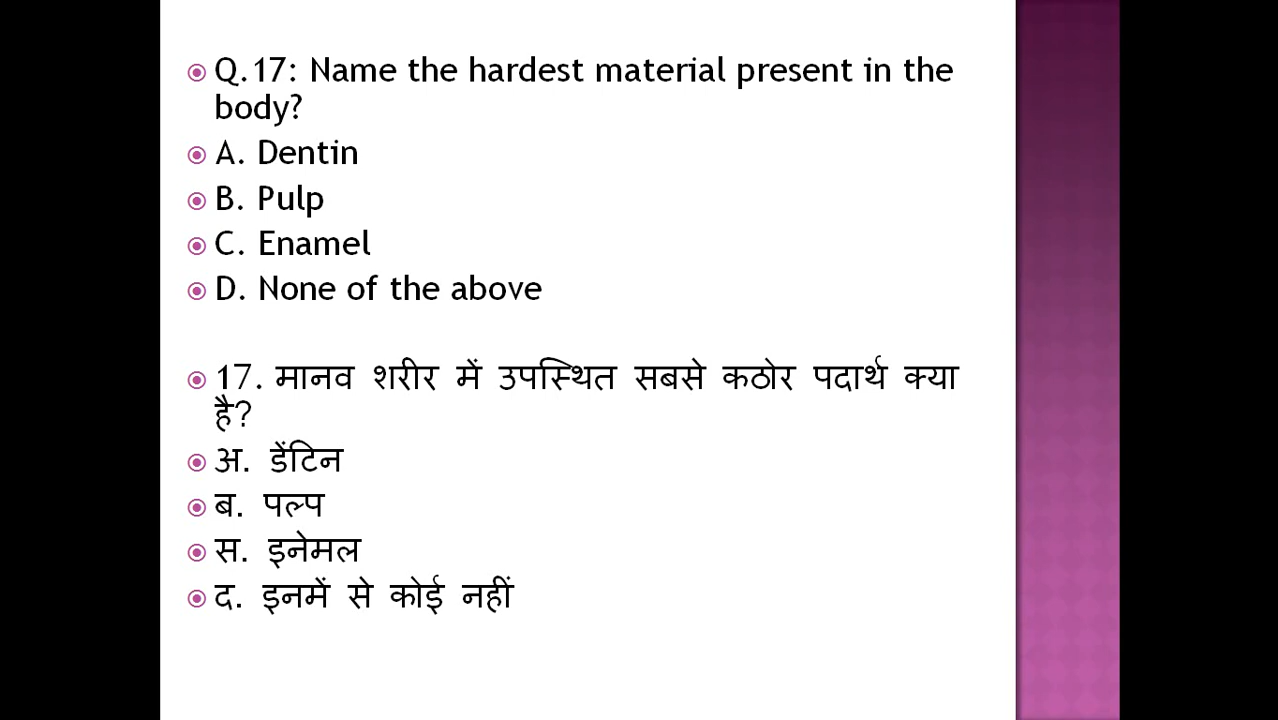 Q.17: Name the hardest material present in the
body?
A. Dentin
B. Pulp
C. Enamel
D. None of the above
17. मानव शरीर में उपस्थित सबसे कठोर पदार्थ क्या
है?
अ. डेंटिन
ब. पल्प
स. इनेमल
द. इनमें से कोई नहीं